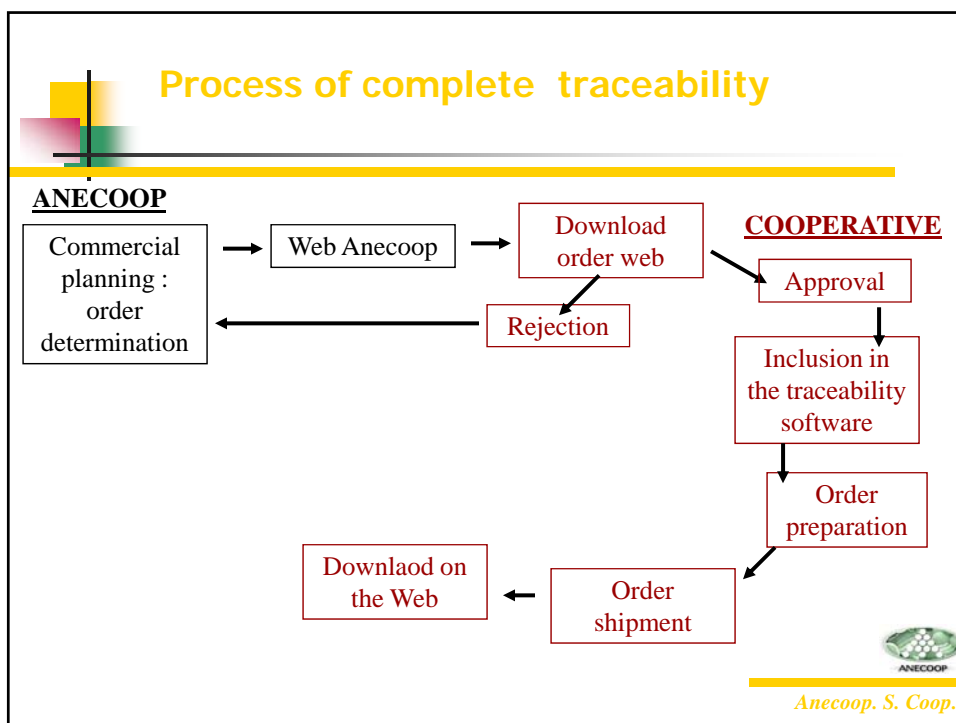 Process of complete traceability
ANECOOP
Commercial
planning :
order
determination
Web Anecoop
Download
order web
Rejection
COOPERATIVE
Approval
Inclusion in
the traceability
software
Order
preparation
Order
shipment
Downlaod on
the Web
ANECOOP
Anecoop. S. Coop.